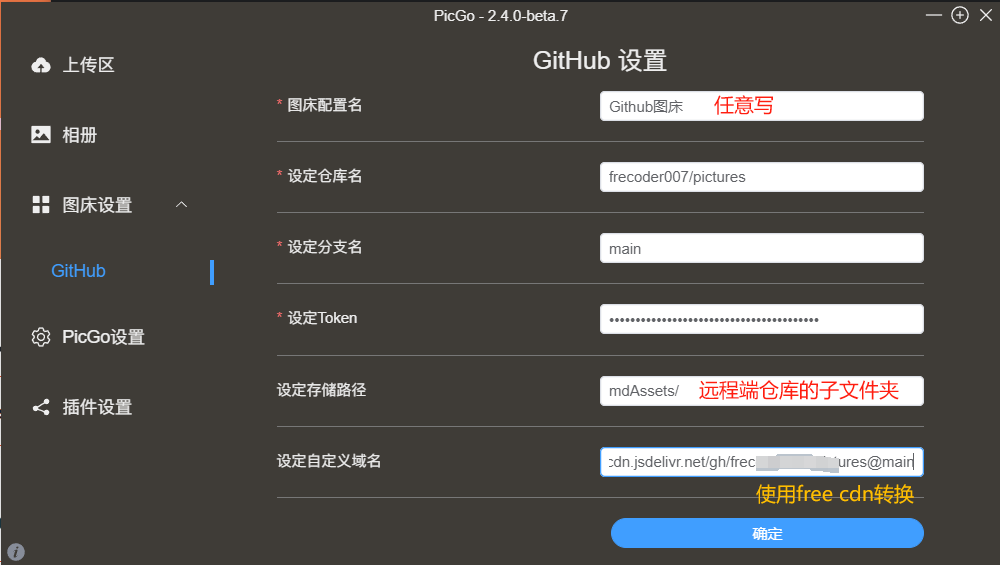 PicGo - 2.4.0-beta.7
上传区
相册
图床设置
GitHub
PicGo设置
插件设置
GitHub 设置
* 图床配置名 Github图床 任意写
* 设定仓库名 frecoder007/pictures
* 设定分支名 main
* 设定Token ••••••••••••••••••••••••••••••••••••••••
设定存储路径 mdAssets/ 远程端仓库的子文件夹
设定自定义域名 cdn.jsdelivr.net/gh/frec tures@main
使用free cdn转换
确定